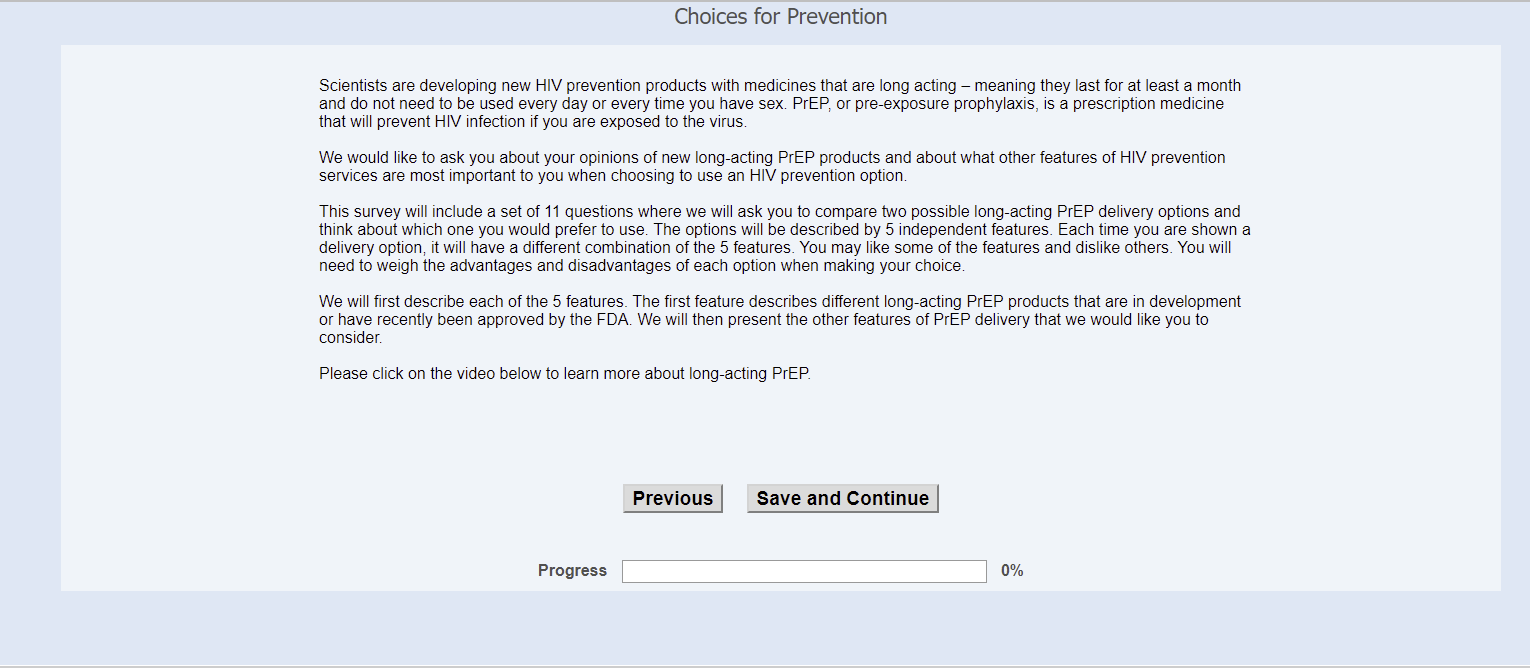 Choices for Prevention
Scientists are developing new HIV prevention products with medicines that are long acting – meaning they last for at least a month
and do not need to be used every day or every time you have sex. PrEP, or pre-exposure prophylaxis, is a prescription medicine
that will prevent HIV infection if you are exposed to the virus.
We would like to ask you about your opinions of new long-acting PrEP products and about what other features of HIV prevention
services are most important to you when choosing to use an HIV prevention option.
This survey will include a set of 11 questions where we will ask you to compare two possible long-acting PrEP delivery options and
think about which one you would prefer to use. The options will be described by 5 independent features. Each time you are shown a
delivery option, it will have a different combination of the 5 features. You may like some of the features and dislike others. You will
need to weigh the advantages and disadvantages of each option when making your choice.
We will first describe each of the 5 features. The first feature describes different long-acting PrEP products that are in development
or have recently been approved by the FDA. We will then present the other features of PrEP delivery that we would like you to
consider.
Please click on the video below to learn more about long-acting PrEP.
Previous Save and Continue
Progress 0%